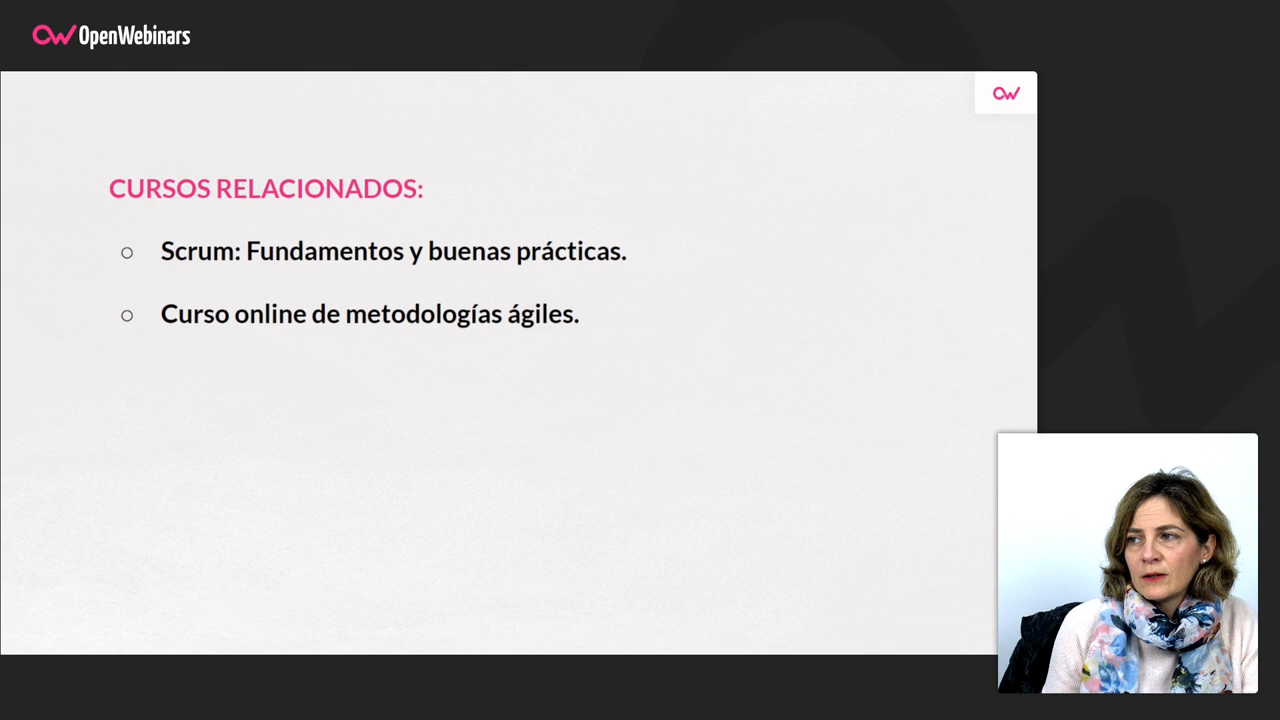 OpenWebinars
CURSOS RELACIONADOS:
Scrum: Fundamentos y buenas prácticas.
Curso online de metodologías ágiles.